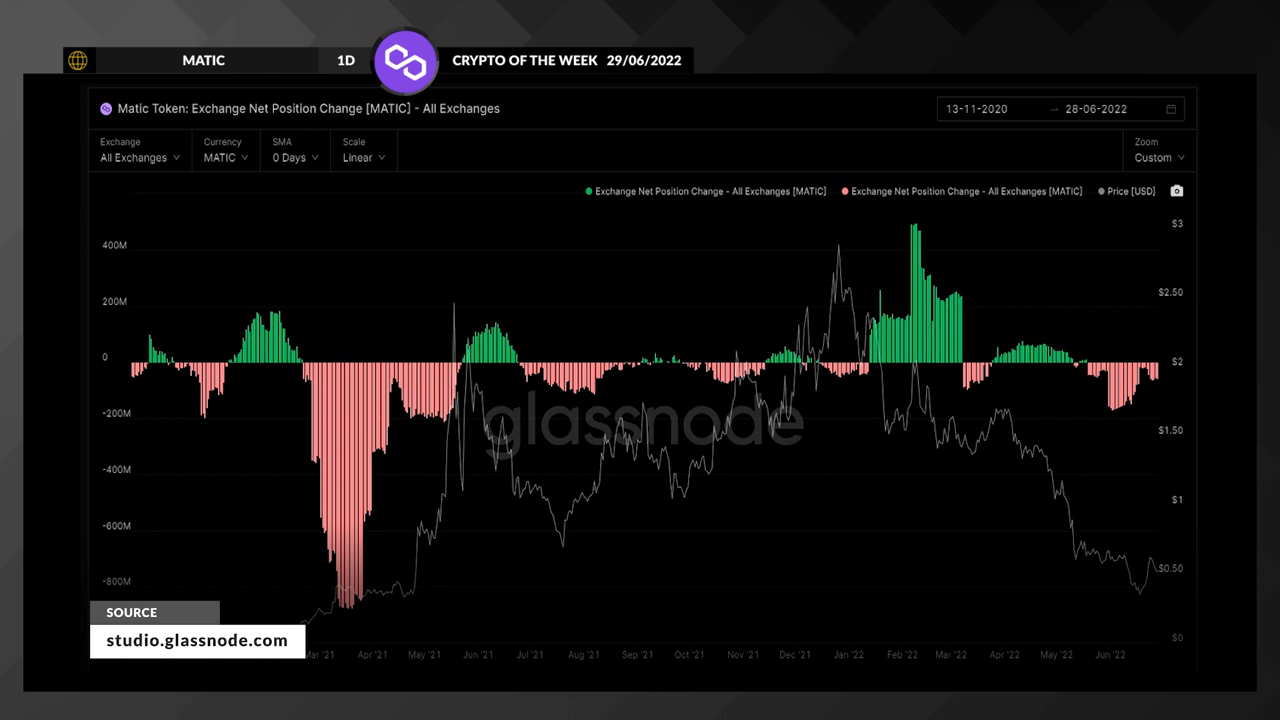 MATIC 1D CRYPTO OF THE WEEK 29/06/2022
Matic Token: Exchange Net Position Change [MATIC] - All Exchanges
13-11-2020 → 28-06-2022
Exchange Currency SMA Scale Zoom
All Exchanges MATIC 0 Days Linear Custom
Exchange Net Position Change - All Exchanges [MATIC] Exchange Net Position Change - All Exchanges [MATIC] Price [USD]
$3
400M
$2.50
200M
0 $2
glassnode
-200M
$1.50
-400M
$1
-600M
$0.50
-800M
SOURCE
studio.glassnode.com
$0
Mar '21 Apr '21 May '21 Jun '21 Jul '21 Aug '21 Sep '21 Oct '21 Nov '21 Dec '21 Jan '22 Feb '22 Mar '22 Apr '22 May '22 Jun '22